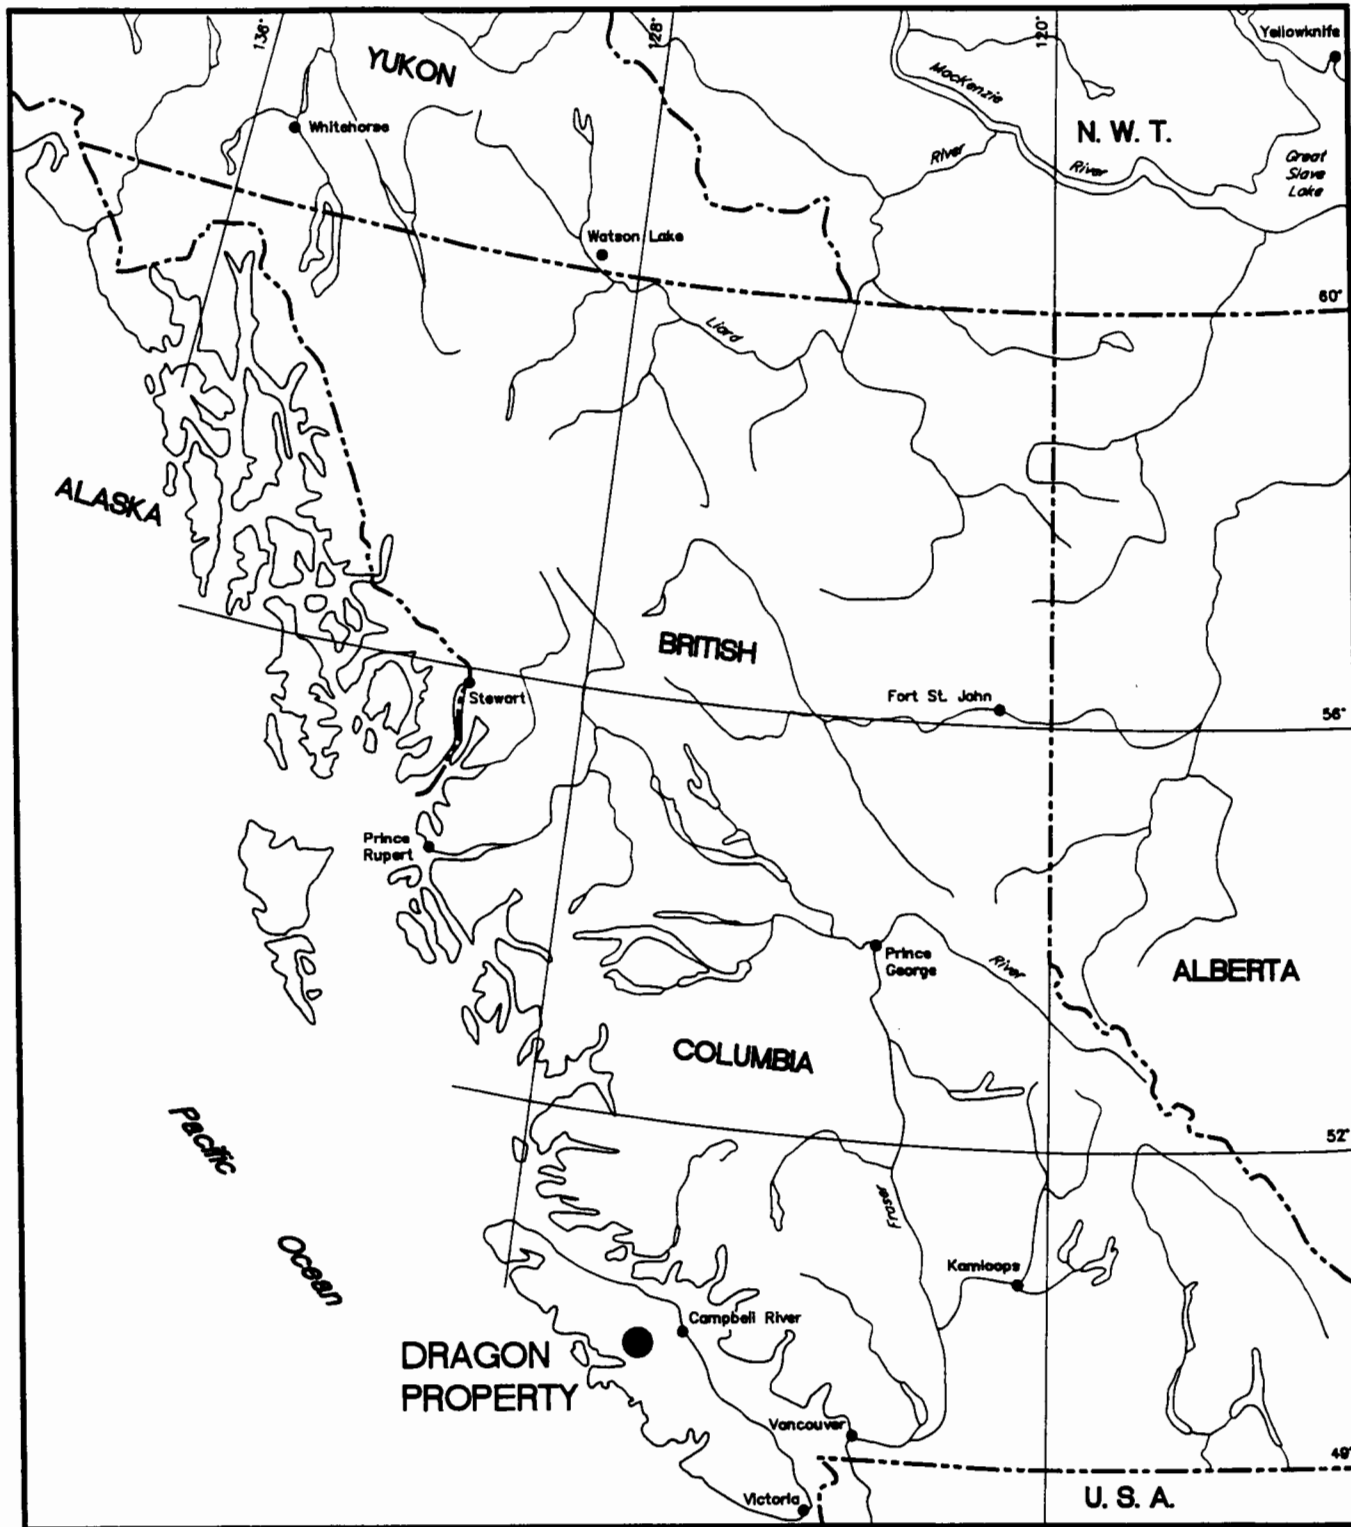 136°
128°
120°
Yellowknife
YUKON
Mackenzie
Whitehorse
N. W. T.
River
River
Great
Slave
Lake
Watson Lake
60°
Liard
ALASKA
BRITISH
Stewart
Fort St. John
56°
Prince
Rupert
Prince
George
River
ALBERTA
COLUMBIA
Pacific
52°
Fraser
Ocean
Kamloops
Campbell River
DRAGON
PROPERTY
Vancouver
49°
Victoria
U. S. A.